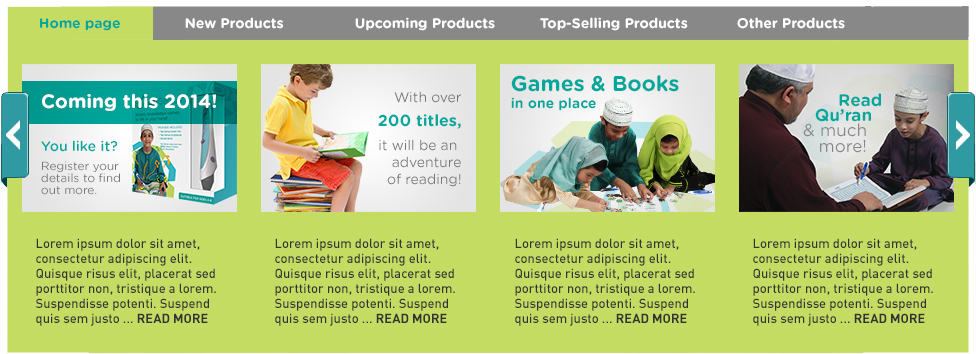 Home page
New Products
Upcoming Products
Top-Selling Products
Other Products
Coming this 2014!
You like it?
Register your
details to find
out more.
With over
200 titles,
it will be an
adventure
of reading!
Games & Books
in one place
Read
Qu’ran
& much
more!
Lorem ipsum dolor sit amet,
consectetur adipiscing elit.
Quisque risus elit, placerat sed
porttitor non, tristique a lorem.
Suspendisse potenti. Suspend
quis sem justo ... READ MORE
Lorem ipsum dolor sit amet,
consectetur adipiscing elit.
Quisque risus elit, placerat sed
porttitor non, tristique a lorem.
Suspendisse potenti. Suspend
quis sem justo ... READ MORE
Lorem ipsum dolor sit amet,
consectetur adipiscing elit.
Quisque risus elit, placerat sed
porttitor non, tristique a lorem.
Suspendisse potenti. Suspend
quis sem justo ... READ MORE
Lorem ipsum dolor sit amet,
consectetur adipiscing elit.
Quisque risus elit, placerat sed
porttitor non, tristique a lorem.
Suspendisse potenti. Suspend
quis sem justo ... READ MORE